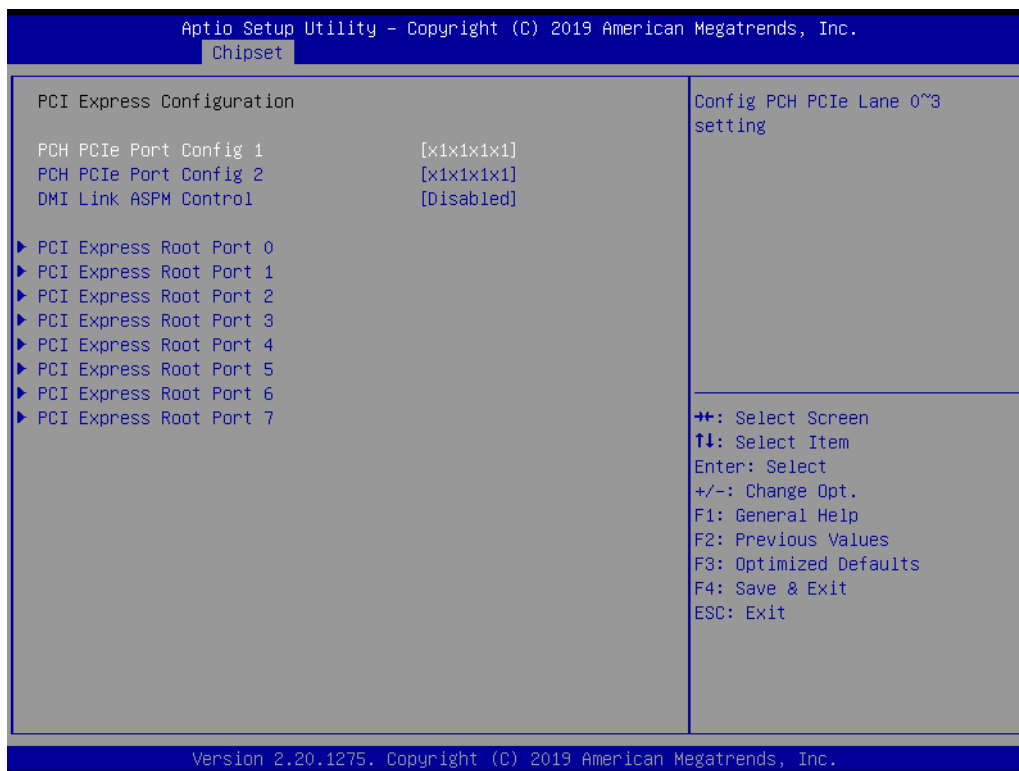 Aptio Setup Utility – Copyright (C) 2019 American Megatrends, Inc.
Chipset
PCI Express Configuration
PCH PCIe Port Config 1 [x1x1x1x1]
PCH PCIe Port Config 2 [x1x1x1x1]
DMI Link ASPM Control [Disabled]
▶ PCI Express Root Port 0
▶ PCI Express Root Port 1
▶ PCI Express Root Port 2
▶ PCI Express Root Port 3
▶ PCI Express Root Port 4
▶ PCI Express Root Port 5
▶ PCI Express Root Port 6
▶ PCI Express Root Port 7
Config PCH PCIe Lane 0~3
setting
→←: Select Screen
↑↓: Select Item
Enter: Select
+/-: Change Opt.
F1: General Help
F2: Previous Values
F3: Optimized Defaults
F4: Save & Exit
ESC: Exit
Version 2.20.1275. Copyright (C) 2019 American Megatrends, Inc.